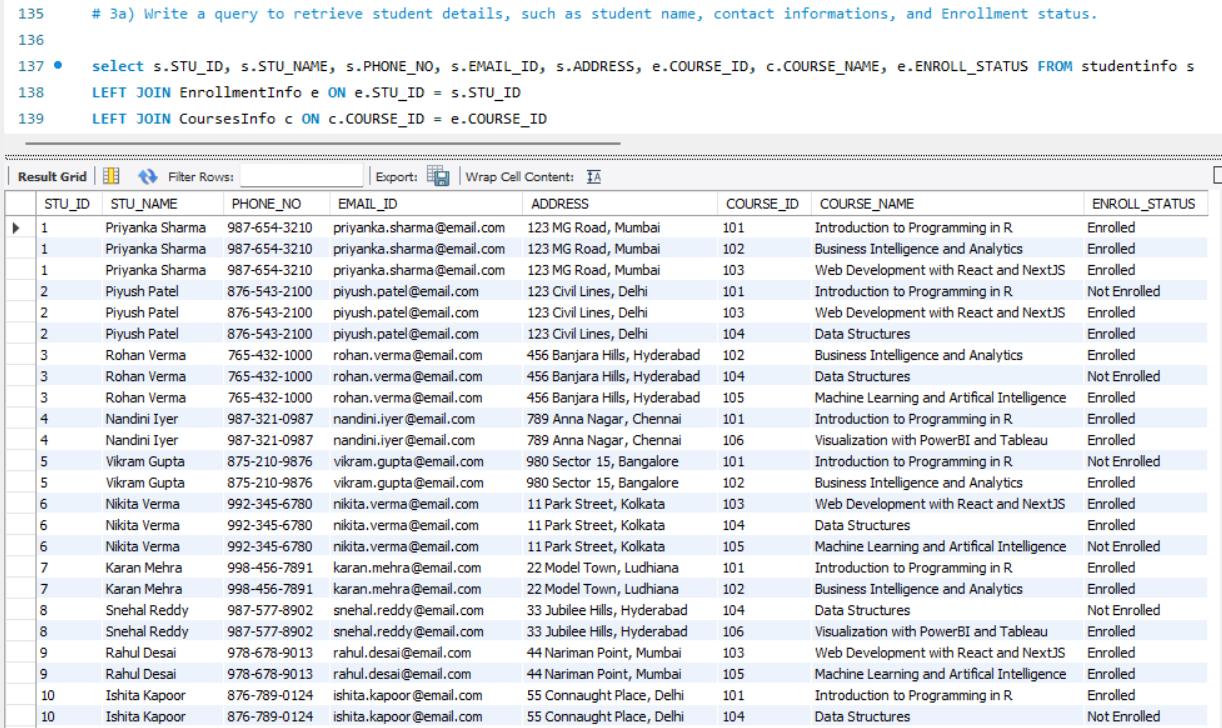 135 # 3a) Write a query to retrieve student details, such as student name, contact informations, and Enrollment status.
136
137 select s.STU_ID, s.STU_NAME, s.PHONE_NO, s.EMAIL_ID, s.ADDRESS, e.COURSE_ID, c.COURSE_NAME, e.ENROLL_STATUS FROM studentinfo s
138 LEFT JOIN EnrollmentInfo e ON e.STU_ID = s.STU_ID
139 LEFT JOIN CoursesInfo c ON c.COURSE_ID = e.COURSE_ID
Result Grid Filter Rows: Export: Wrap Cell Content: IA
STU_ID STU_NAME PHONE_NO EMAIL_ID ADDRESS COURSE_ID COURSE_NAME ENROLL_STATUS
1 Priyanka Sharma 987-654-3210 priyanka.sharma@email.com 123 MG Road, Mumbai 101 Introduction to Programming in R Enrolled
1 Priyanka Sharma 987-654-3210 priyanka.sharma@email.com 123 MG Road, Mumbai 102 Business Intelligence and Analytics Enrolled
1 Priyanka Sharma 987-654-3210 priyanka.sharma@email.com 123 MG Road, Mumbai 103 Web Development with React and NextJS Enrolled
2 Piyush Patel 876-543-2100 piyush.patel@email.com 123 Civil Lines, Delhi 101 Introduction to Programming in R Not Enrolled
2 Piyush Patel 876-543-2100 piyush.patel@email.com 123 Civil Lines, Delhi 103 Web Development with React and NextJS Enrolled
2 Piyush Patel 876-543-2100 piyush.patel@email.com 123 Civil Lines, Delhi 104 Data Structures Enrolled
3 Rohan Verma 765-432-1000 rohan.verma@email.com 456 Banjara Hills, Hyderabad 102 Business Intelligence and Analytics Enrolled
3 Rohan Verma 765-432-1000 rohan.verma@email.com 456 Banjara Hills, Hyderabad 104 Data Structures Not Enrolled
3 Rohan Verma 765-432-1000 rohan.verma@email.com 456 Banjara Hills, Hyderabad 105 Machine Learning and Artifical Intelligence Enrolled
4 Nandini Iyer 987-321-0987 nandini.iyer@email.com 789 Anna Nagar, Chennai 101 Introduction to Programming in R Enrolled
4 Nandini Iyer 987-321-0987 nandini.iyer@email.com 789 Anna Nagar, Chennai 106 Visualization with PowerBI and Tableau Enrolled
5 Vikram Gupta 875-210-9876 vikram.gupta@email.com 980 Sector 15, Bangalore 101 Introduction to Programming in R Not Enrolled
5 Vikram Gupta 875-210-9876 vikram.gupta@email.com 980 Sector 15, Bangalore 102 Business Intelligence and Analytics Enrolled
6 Nikita Verma 992-345-6780 nikita.verma@email.com 11 Park Street, Kolkata 103 Web Development with React and NextJS Enrolled
6 Nikita Verma 992-345-6780 nikita.verma@email.com 11 Park Street, Kolkata 104 Data Structures Enrolled
6 Nikita Verma 992-345-6780 nikita.verma@email.com 11 Park Street, Kolkata 105 Machine Learning and Artifical Intelligence Not Enrolled
7 Karan Mehra 998-456-7891 karan.mehra@email.com 22 Model Town, Ludhiana 101 Introduction to Programming in R Enrolled
7 Karan Mehra 998-456-7891 karan.mehra@email.com 22 Model Town, Ludhiana 102 Business Intelligence and Analytics Enrolled
8 Snehal Reddy 987-577-8902 snehal.reddy@email.com 33 Jubilee Hills, Hyderabad 104 Data Structures Not Enrolled
8 Snehal Reddy 987-577-8902 snehal.reddy@email.com 33 Jubilee Hills, Hyderabad 106 Visualization with PowerBI and Tableau Enrolled
9 Rahul Desai 978-678-9013 rahul.desai@email.com 44 Nariman Point, Mumbai 103 Web Development with React and NextJS Enrolled
9 Rahul Desai 978-678-9013 rahul.desai@email.com 44 Nariman Point, Mumbai 105 Machine Learning and Artifical Intelligence Enrolled
10 Ishita Kapoor 876-789-0124 ishita.kapoor@email.com 55 Connaught Place, Delhi 101 Introduction to Programming in R Enrolled
10 Ishita Kapoor 876-789-0124 ishita.kapoor@email.com 55 Connaught Place, Delhi 104 Data Structures Not Enrolled